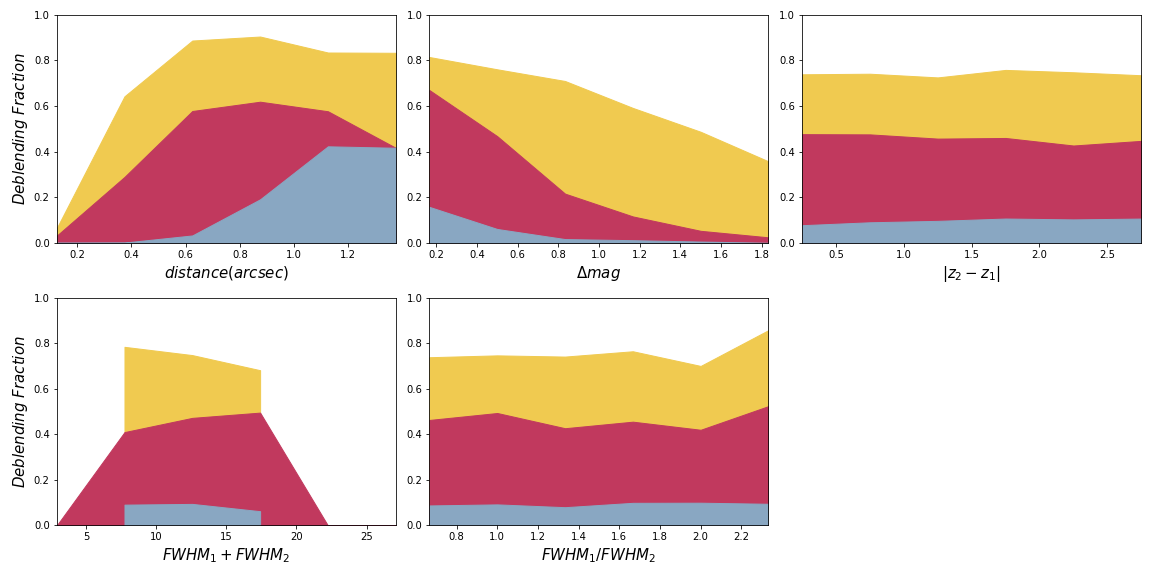 1.0
0.8
0.6
0.4
0.2
0.0
Deblending Fraction
0.2 0.4 0.6 0.8 1.0 1.2
distance(arcsec)
1.0
0.8
0.6
0.4
0.2
0.0
0.2 0.4 0.6 0.8 1.0 1.2 1.4 1.6 1.8
Δmag
1.0
0.8
0.6
0.4
0.2
0.0
0.5 1.0 1.5 2.0 2.5
|z₂ − z₁|
1.0
0.8
0.6
0.4
0.2
0.0
Deblending Fraction
5 10 15 20 25
FWHM₁ + FWHM₂
1.0
0.8
0.6
0.4
0.2
0.0
0.8 1.0 1.2 1.4 1.6 1.8 2.0 2.2
FWHM₁/FWHM₂